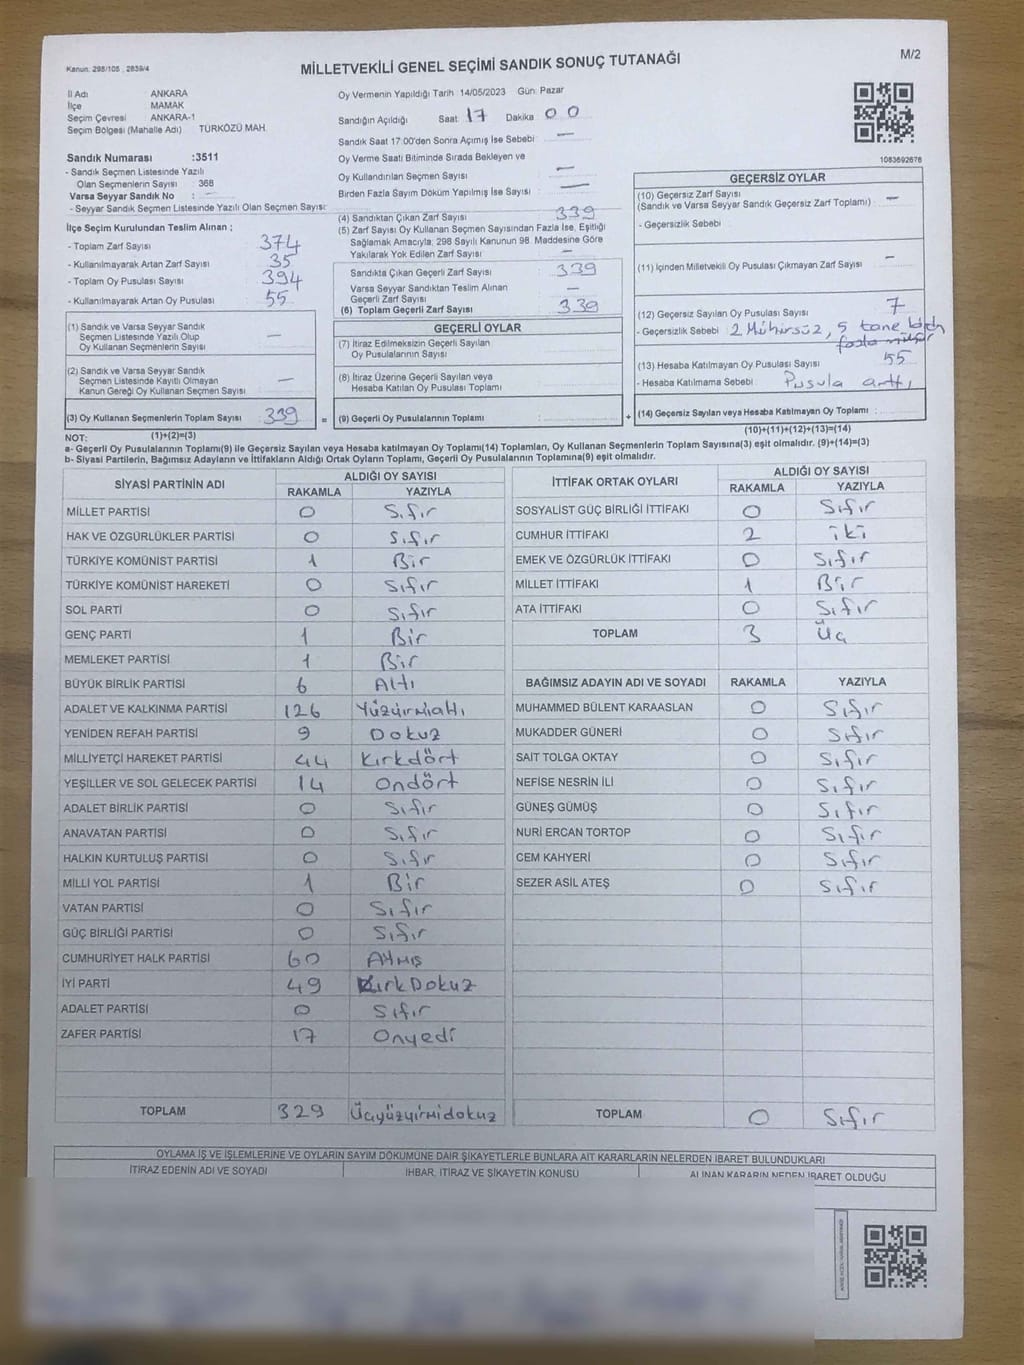 Kanun: 298/105 , 2839/4
MİLLETVEKİLİ GENEL SEÇİMİ SANDIK SONUÇ TUTANAĞI
M/2
İl Adı ANKARA
İlçe MAMAK
Seçim Çevresi ANKARA-1
Seçim Bölgesi (Mahalle Adı) TÜRKÖZÜ MAH.
Sandık Numarası :3511
- Sandık Seçmen Listesinde Yazılı
Olan Seçmenlerin Sayısı : 368
Varsa Seyyar Sandık No : —
- Seyyar Sandık Seçmen Listesinde Yazılı Olan Seçmen Sayısı:
İlçe Seçim Kurulundan Teslim Alınan ;
- Toplam Zarf Sayısı 374
- Kullanılmayarak Artan Zarf Sayısı 35
- Toplam Oy Pusulası Sayısı 394
- Kullanılmayarak Artan Oy Pusulası 55
(1) Sandık ve Varsa Seyyar Sandık
Seçmen Listesinde Yazılı Olup
Oy Kullanan Seçmenlerin Sayısı —
(2) Sandık ve Varsa Seyyar Sandık
Seçmen Listesinde Kayıtlı Olmayan
Kanun Gereği Oy Kullanan Seçmen Sayısı —
(3) Oy Kullanan Seçmenlerin Toplam Sayısı 339 =
Oy Vermenin Yapıldığı Tarih :14/05/2023 Gün: Pazar
Sandığın Açıldığı Saat 17 Dakika 00
Sandık Saat 17:00'den Sonra Açımış İse Sebebi —
Oy Verme Saati Bitiminde Sırada Bekleyen ve
Oy Kullandırılan Seçmen Sayısı —
Birden Fazla Sayım Döküm Yapılmış İse Sayısı —
(4) Sandıktan Çıkan Zarf Sayısı 339
(5) Zarf Sayısı Oy Kullanan Seçmen Sayısından Fazla İse, Eşitliği
Sağlamak Amacıyla, 298 Sayılı Kanunun 98. Maddesine Göre
Yakılarak Yok Edilen Zarf Sayısı —
Sandıkta Çıkan Geçerli Zarf Sayısı 339
Varsa Seyyar Sandıktan Teslim Alınan
Geçerli Zarf Sayısı —
(6) Toplam Geçerli Zarf Sayısı 339
GEÇERLİ OYLAR
(7) İtiraz Edilmeksizin Geçerli Sayılan
Oy Pusulalarının Sayısı
(8) İtiraz Üzerine Geçerli Sayılan veya
Hesaba Katılan Oy Pusulası Toplamı
(9) Geçerli Oy Pusulalarının Toplamı : +
1083692676
GEÇERSİZ OYLAR
(10) Geçersiz Zarf Sayısı
(Sandık ve Varsa Seyyar Sandık Geçersiz Zarf Toplamı) : —
- Geçersizlik Sebebi :
(11) İçinden Milletvekili Oy Pusulası Çıkmayan Zarf Sayısı —
(12) Geçersiz Sayılan Oy Pusulası Sayısı 7
- Geçersizlik Sebebi : 2 Mühürsüz, 5 tane birden
fazla mühür
(13) Hesaba Katılmayan Oy Pusulası Sayısı 55
- Hesaba Katılmama Sebebi Pusula arttı
(14) Geçersiz Sayılan veya Hesaba Katılmayan Oy Toplamı :
NOT: (1)+(2)=(3) (10)+(11)+(12)+(13)=(14)
a- Geçerli Oy Pusulalarının Toplamı(9) ile Geçersiz Sayılan veya Hesaba katılmayan Oy Toplamı(14) Toplamları, Oy Kullanan Seçmenlerin Toplam Sayısına(3) eşit olmalıdır. (9)+(14)=(3)
b- Siyasi Partilerin, Bağımsız Adayların ve İttifakların Aldığı Ortak Oyların Toplamı, Geçerli Oy Pusulalarının Toplamına(9) eşit olmalıdır.
SİYASİ PARTİNİN ADI ALDIĞI OY SAYISI
RAKAMLA YAZIYLA
MİLLET PARTİSİ 0 Sıfır
HAK VE ÖZGÜRLÜKLER PARTİSİ 0 Sıfır
TÜRKİYE KOMÜNİST PARTİSİ 1 Bir
TÜRKİYE KOMÜNİST HAREKETİ 0 Sıfır
SOL PARTİ 0 Sıfır
GENÇ PARTİ 1 Bir
MEMLEKET PARTİSİ 1 Bir
BÜYÜK BİRLİK PARTİSİ 6 Altı
ADALET VE KALKINMA PARTİSİ 126 Yüzyirmialtı
YENİDEN REFAH PARTİSİ 9 Dokuz
MİLLİYETÇİ HAREKET PARTİSİ 44 Kırkdört
YEŞİLLER VE SOL GELECEK PARTİSİ 14 Ondört
ADALET BİRLİK PARTİSİ 0 Sıfır
ANAVATAN PARTİSİ 0 Sıfır
HALKIN KURTULUŞ PARTİSİ 0 Sıfır
MİLLİ YOL PARTİSİ 1 Bir
VATAN PARTİSİ 0 Sıfır
GÜÇ BİRLİĞİ PARTİSİ 0 Sıfır
CUMHURİYET HALK PARTİSİ 60 Atmış
İYİ PARTİ 49 KırkDokuz
ADALET PARTİSİ 0 Sıfır
ZAFER PARTİSİ 17 Onyedi
TOPLAM 329 Üçyüzyirmidokuz
İTTİFAK ORTAK OYLARI ALDIĞI OY SAYISI
RAKAMLA YAZIYLA
SOSYALİST GÜÇ BİRLİĞİ İTTİFAKI 0 Sıfır
CUMHUR İTTİFAKI 2 iki
EMEK VE ÖZGÜRLÜK İTTİFAKI 0 Sıfır
MİLLET İTTİFAKI 1 Bir
ATA İTTİFAKI 0 Sıfır
TOPLAM 3 Üç
BAĞIMSIZ ADAYIN ADI VE SOYADI RAKAMLA YAZIYLA
MUHAMMED BÜLENT KARAASLAN 0 Sıfır
MUKADDER GÜNERİ 0 Sıfır
SAİT TOLGA OKTAY 0 Sıfır
NEFİSE NESRİN İLİ 0 Sıfır
GÜNEŞ GÜMÜŞ 0 Sıfır
NURİ ERCAN TORTOP 0 Sıfır
CEM KAHYERİ 0 Sıfır
SEZER ASİL ATEŞ 0 Sıfır
TOPLAM 0 Sıfır
OYLAMA İŞ VE İŞLEMLERİNE VE OYLARIN SAYIM DÖKÜMÜNE DAİR ŞİKAYETLERLE BUNLARA AİT KARARLARIN NELERDEN İBARET BULUNDUKLARI
İTİRAZ EDENİN ADI VE SOYADI İHBAR, İTİRAZ VE ŞİKAYETİN KONUSU ALINAN KARARIN NEDEN İBARET OLDUĞU